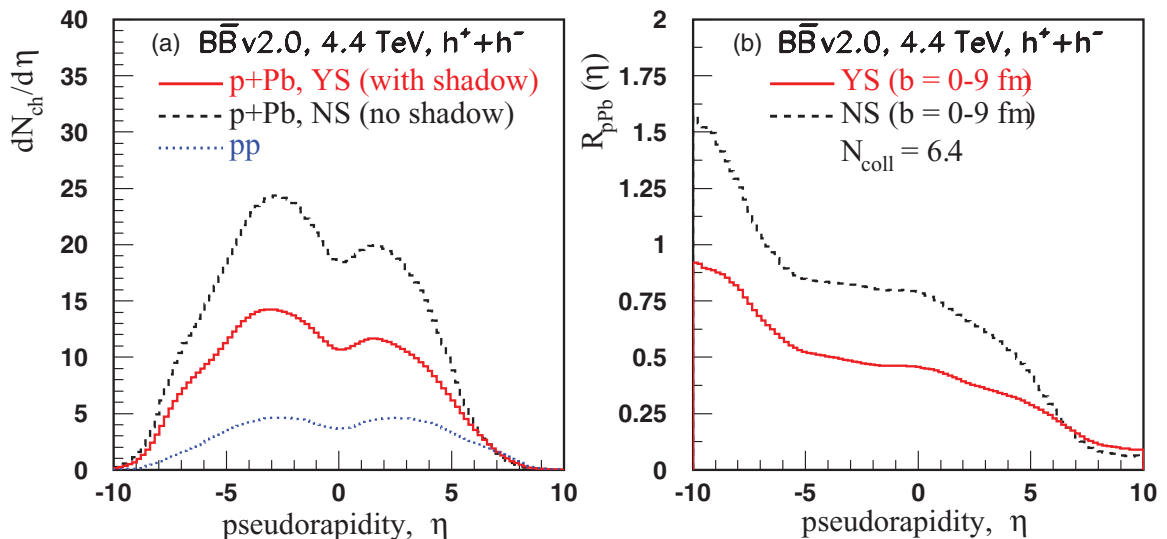 (a) BB̅ v2.0, 4.4 TeV, h⁺+h⁻
p+Pb, YS (with shadow)
p+Pb, NS (no shadow)
pp
dN_ch/dη
40
35
30
25
20
15
10
5
0
-10 -5 0 5 10
pseudorapidity, η
(b) BB̅ v2.0, 4.4 TeV, h⁺+h⁻
YS (b = 0-9 fm)
NS (b = 0-9 fm)
N_coll = 6.4
R_pPb (η)
2
1.75
1.5
1.25
1
0.75
0.5
0.25
0
-10 -5 0 5 10
pseudorapidity, η